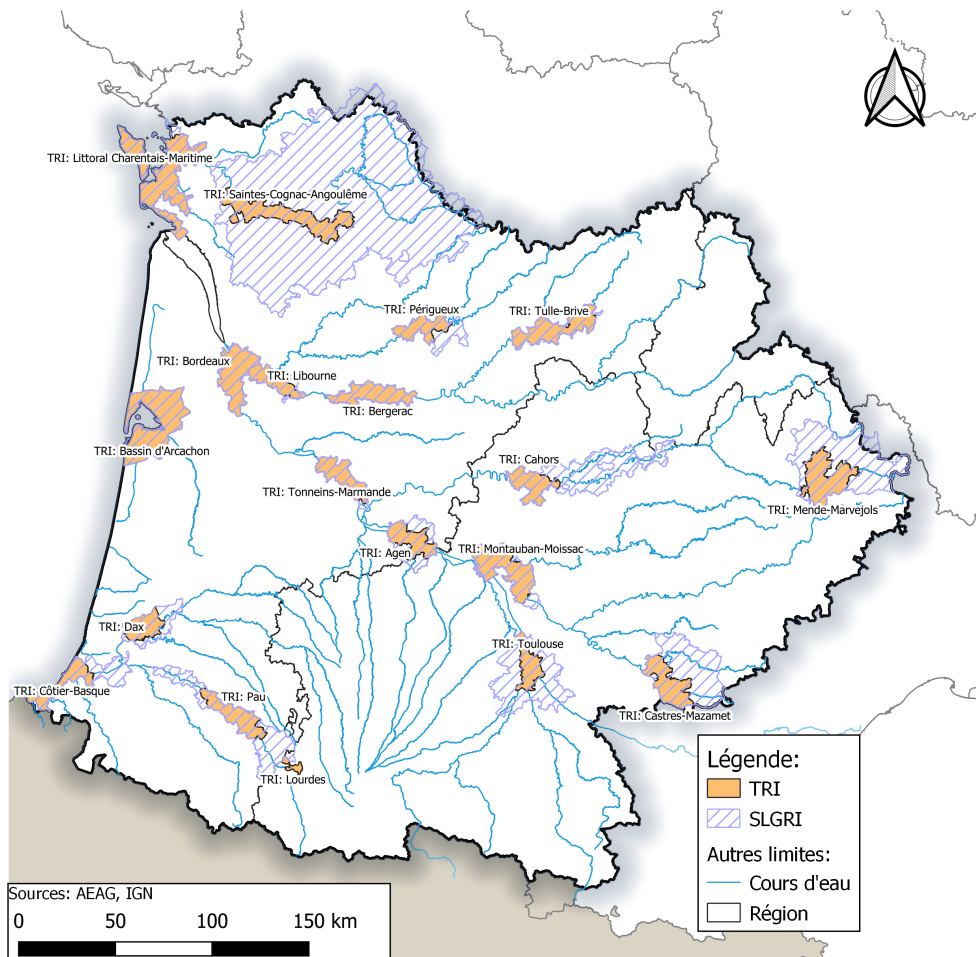 TRI: Littoral Charentais-Maritime
TRI: Saintes-Cognac-Angoulême
TRI: Périgueux
TRI: Tulle-Brive
TRI: Bordeaux
TRI: Libourne
TRI: Bergerac
TRI: Bassin d'Arcachon
TRI: Cahors
TRI: Tonneins-Marmande
TRI: Mende-Marvejols
TRI: Agen
TRI: Montauban-Moissac
TRI: Dax
TRI: Toulouse
TRI: Côtier-Basque
TRI: Pau
TRI: Castres-Mazamet
TRI: Lourdes
Légende:
TRI
SLGRI
Autres limites:
Cours d'eau
Région
Sources: AEAG, IGN
0 50 100 150 km